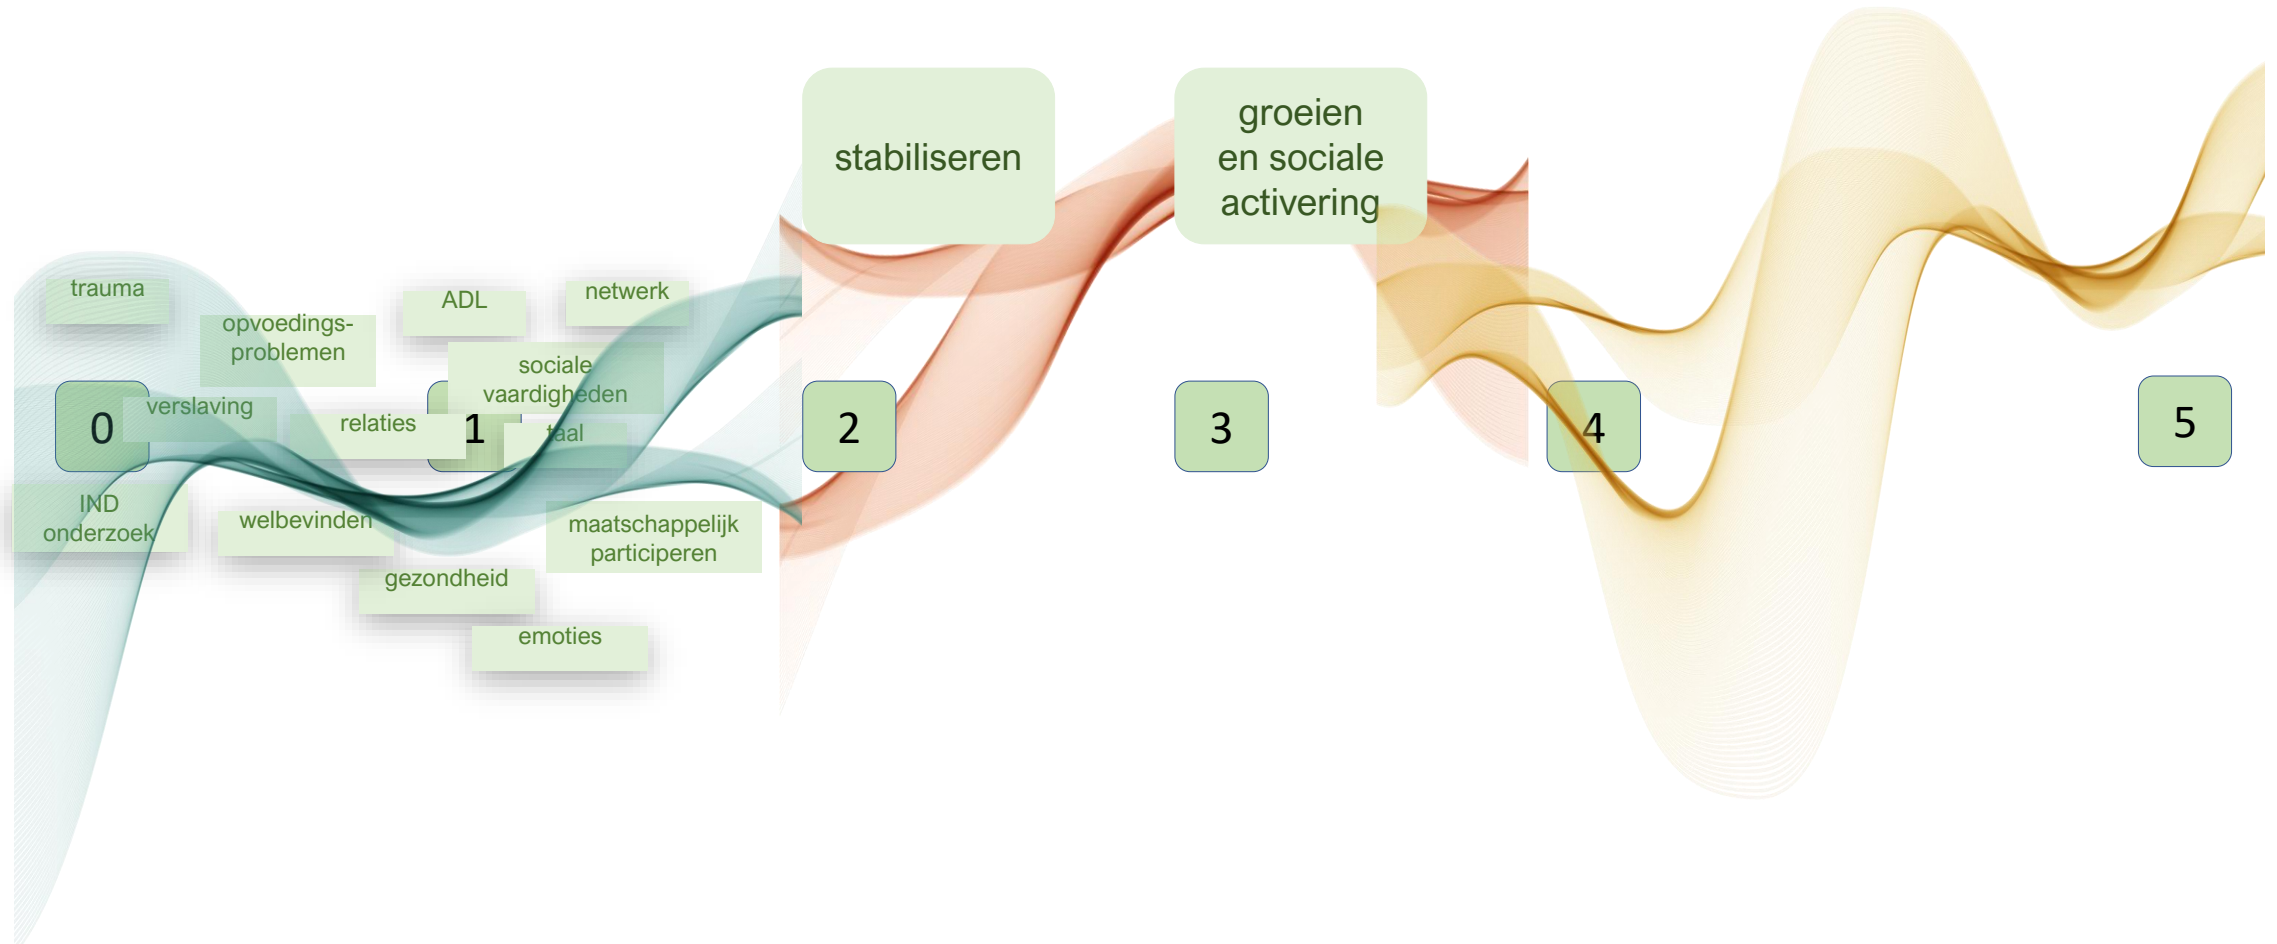 stabiliseren
groeien
en sociale
activering
trauma
opvoedings-
problemen
ADL
netwerk
sociale
vaardigheden
verslaving
relaties
taal
0
1
2
3
4
5
IND
onderzoek
welbevinden
maatschappelijk
participeren
gezondheid
emoties